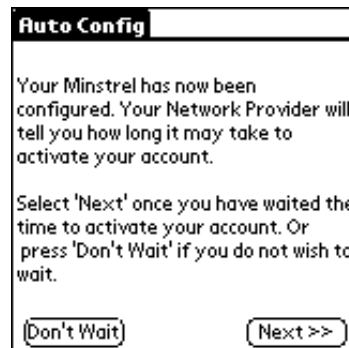 Auto Config
Your Minstrel has now been
configured. Your Network Provider will
tell you how long it may take to
activate your account.
Select 'Next' once you have waited the
time to activate your account. Or
press 'Don't Wait' if you do not wish to
wait.
Don't Wait
Next >>